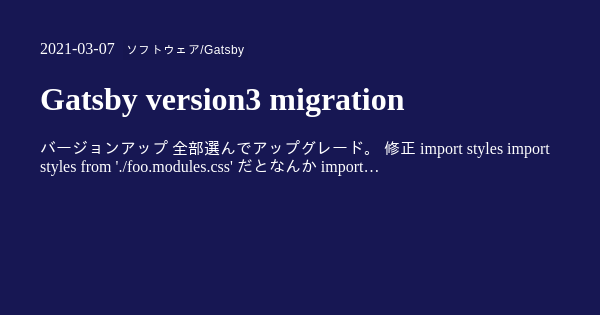 2021-03-07 ソフトウェア/Gatsby
Gatsby version3 migration
バージョンアップ 全部選んでアップグレード。 修正 import styles import
styles from './foo.modules.css' だとなんか import…